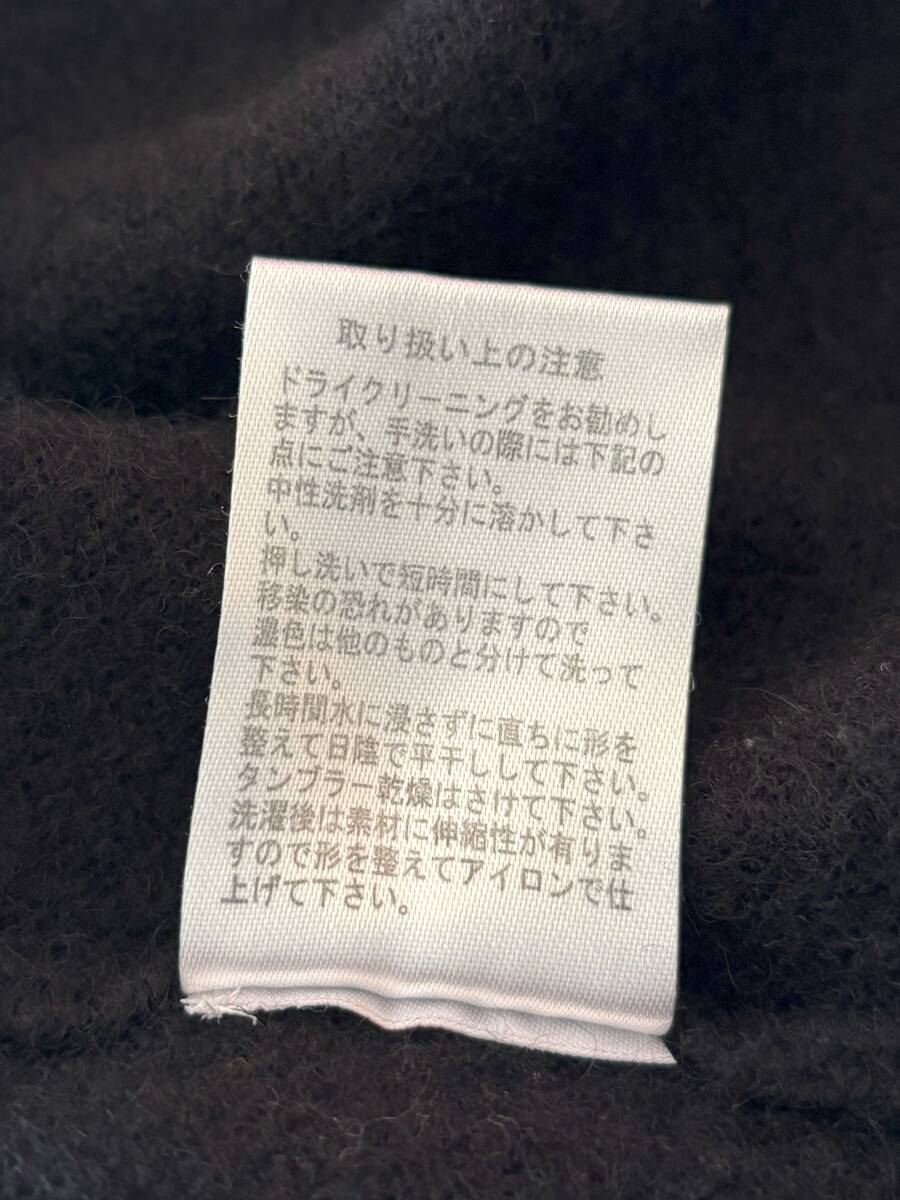 取り扱い上の注意
ドライクリーニングをお勧めし
ますが、手洗いの際には下記の
点にご注意下さい。
中性洗剤を十分に溶かして下さ
い。
押し洗いで短時間にして下さい。
移染の恐れがありますので
濃色は他のものと分けて洗って
下さい。
長時間水に浸さずに直ちに形を
整えて日陰で平干しして下さい。
タンブラー乾燥はさけて下さい。
洗濯後は素材に伸縮性が有りま
すので形を整えてアイロンで仕
上げて下さい。